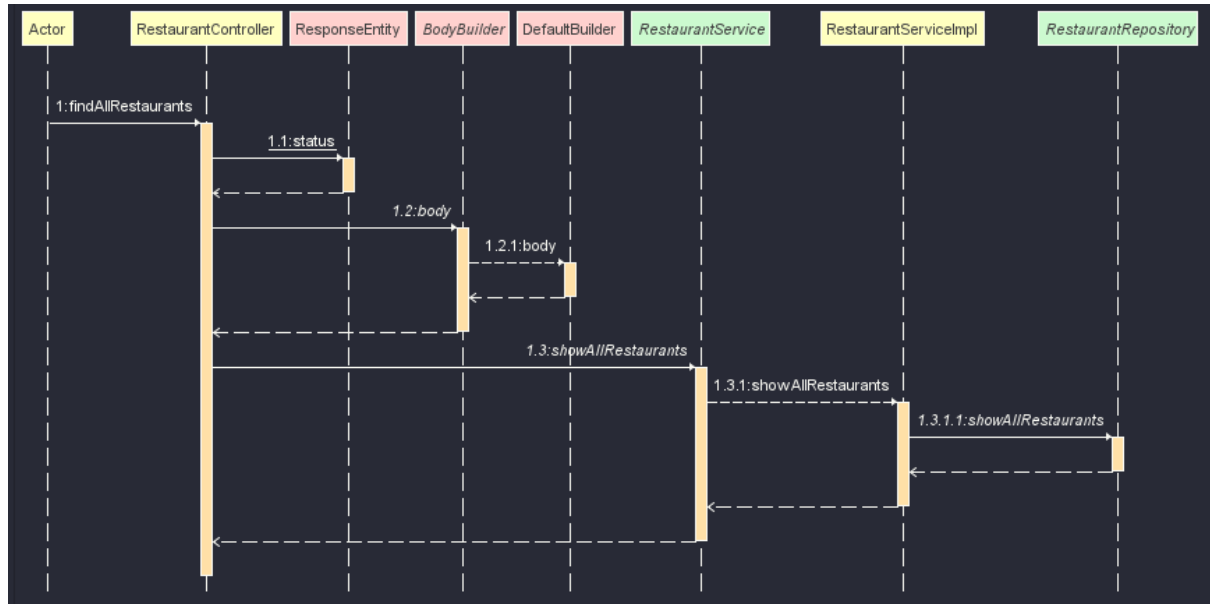 Actor RestaurantController ResponseEntity BodyBuilder DefaultBuilder RestaurantService RestaurantServiceImpl RestaurantRepository
1:findAllRestaurants
1.1:status
1.2:body
1.2.1:body
1.3:showAllRestaurants
1.3.1:showAllRestaurants
1.3.1.1:showAllRestaurants